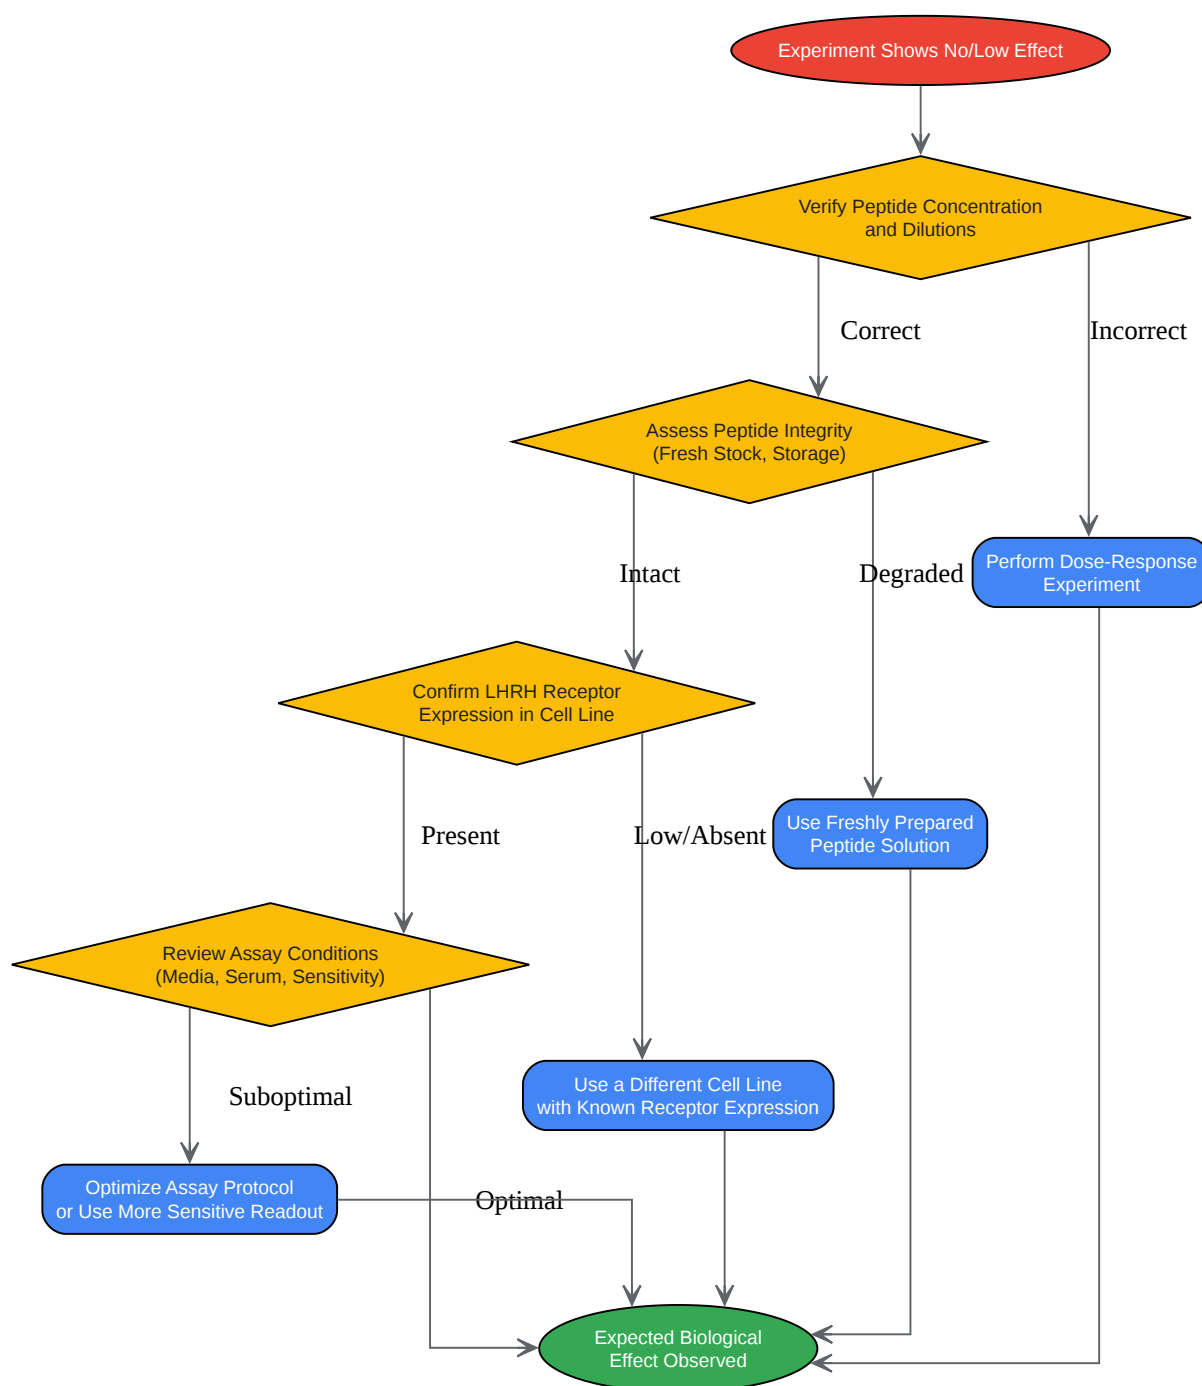 Experiment Shows No/Low Effect
Verify Peptide Concentration
and Dilutions
Correct
Incorrect
Assess Peptide Integrity
(Fresh Stock, Storage)
Intact
Degraded
Perform Dose-Response
Experiment
Confirm LHRH Receptor
Expression in Cell Line
Present
Low/Absent
Use Freshly Prepared
Peptide Solution
Review Assay Conditions
(Media, Serum, Sensitivity)
Suboptimal
Use a Different Cell Line
with Known Receptor Expression
Optimize Assay Protocol
or Use More Sensitive Readout
Optimal
Expected Biological
Effect Observed